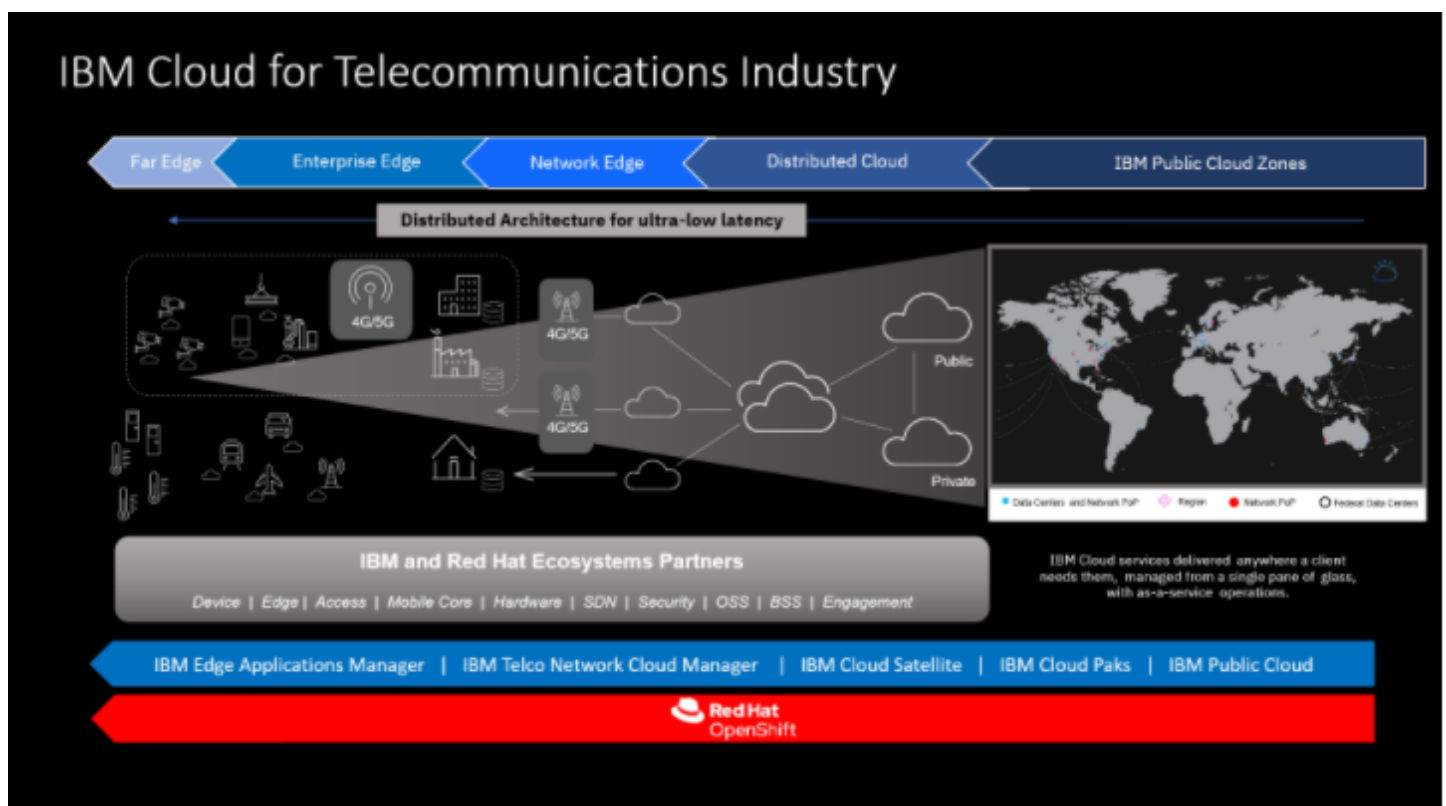 IBM Cloud for Telecommunications Industry
Far Edge
Enterprise Edge
Network Edge
Distributed Cloud
IBM Public Cloud Zones
Distributed Architecture for ultra-low latency
4G/5G
4G/5G
4G/5G
Public
Private
Data Centers and Network PoP
Region
Network PoP
Federal Data Centers
IBM and Red Hat Ecosystems Partners
Device | Edge | Access | Mobile Core | Hardware | SDN | Security | OSS | BSS | Engagement
IBM Cloud services delivered anywhere a client
needs them, managed from a single pane of glass,
with as-a-service operations.
IBM Edge Applications Manager | IBM Telco Network Cloud Manager | IBM Cloud Satellite | IBM Cloud Paks | IBM Public Cloud
Red Hat
OpenShift